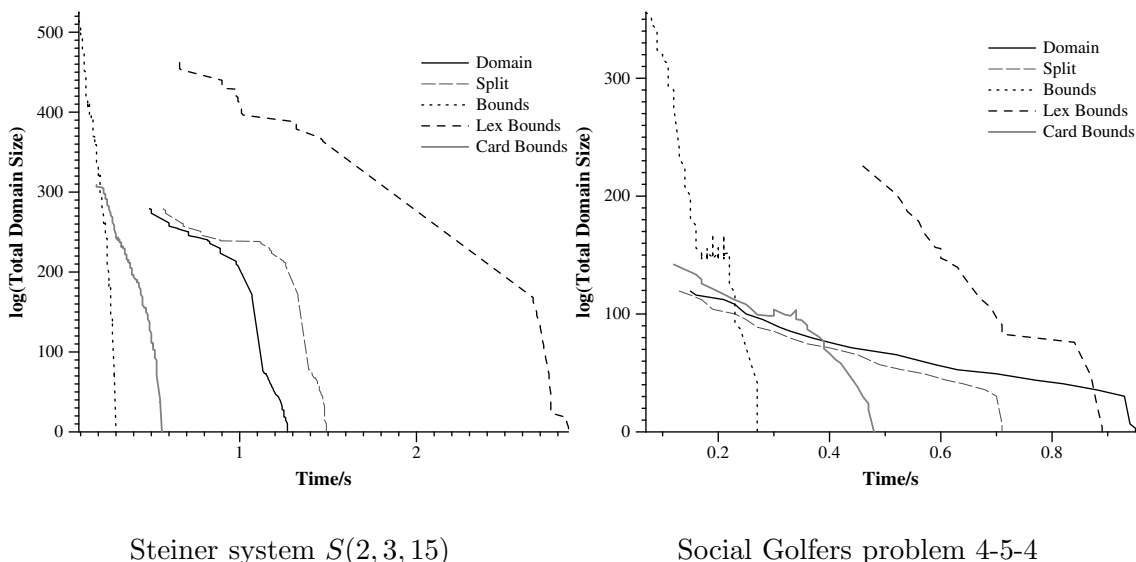 500
400
300
200
100
0
log(Total Domain Size)
1
2
Time/s
Domain
Split
Bounds
Lex Bounds
Card Bounds
Steiner system S(2, 3, 15)
300
200
100
0
log(Total Domain Size)
0.2
0.4
0.6
0.8
Time/s
Domain
Split
Bounds
Lex Bounds
Card Bounds
Social Golfers problem 4-5-4